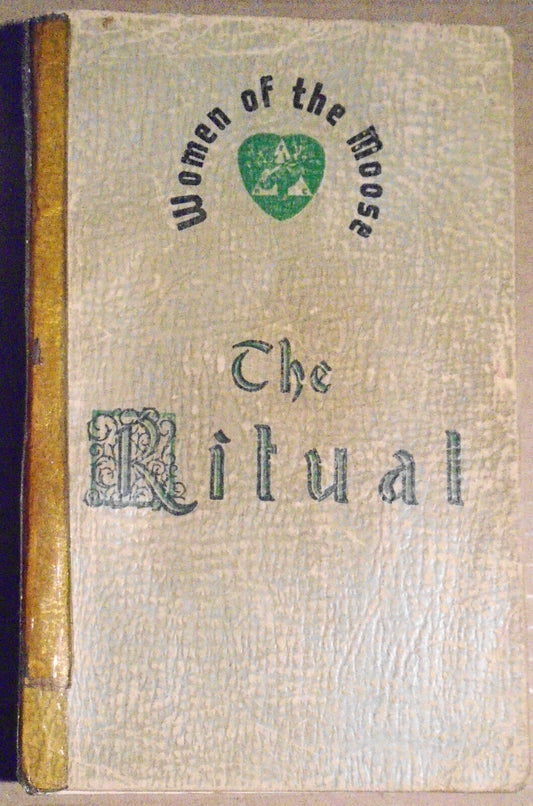 Women of the Moose
The
Ritual